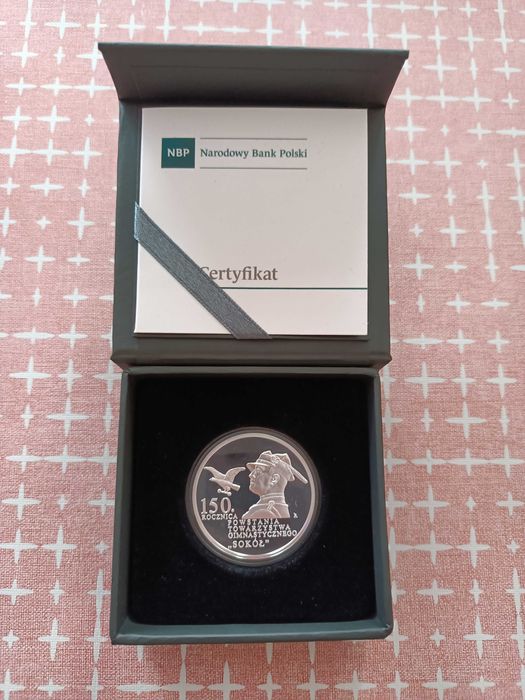 NBP Narodowy Bank Polski
Certyfikat
150.
ROCZNICA
POWSTANIA
TOWARZYSTWA
GIMNASTYCZNEGO
„SOKÓŁ”